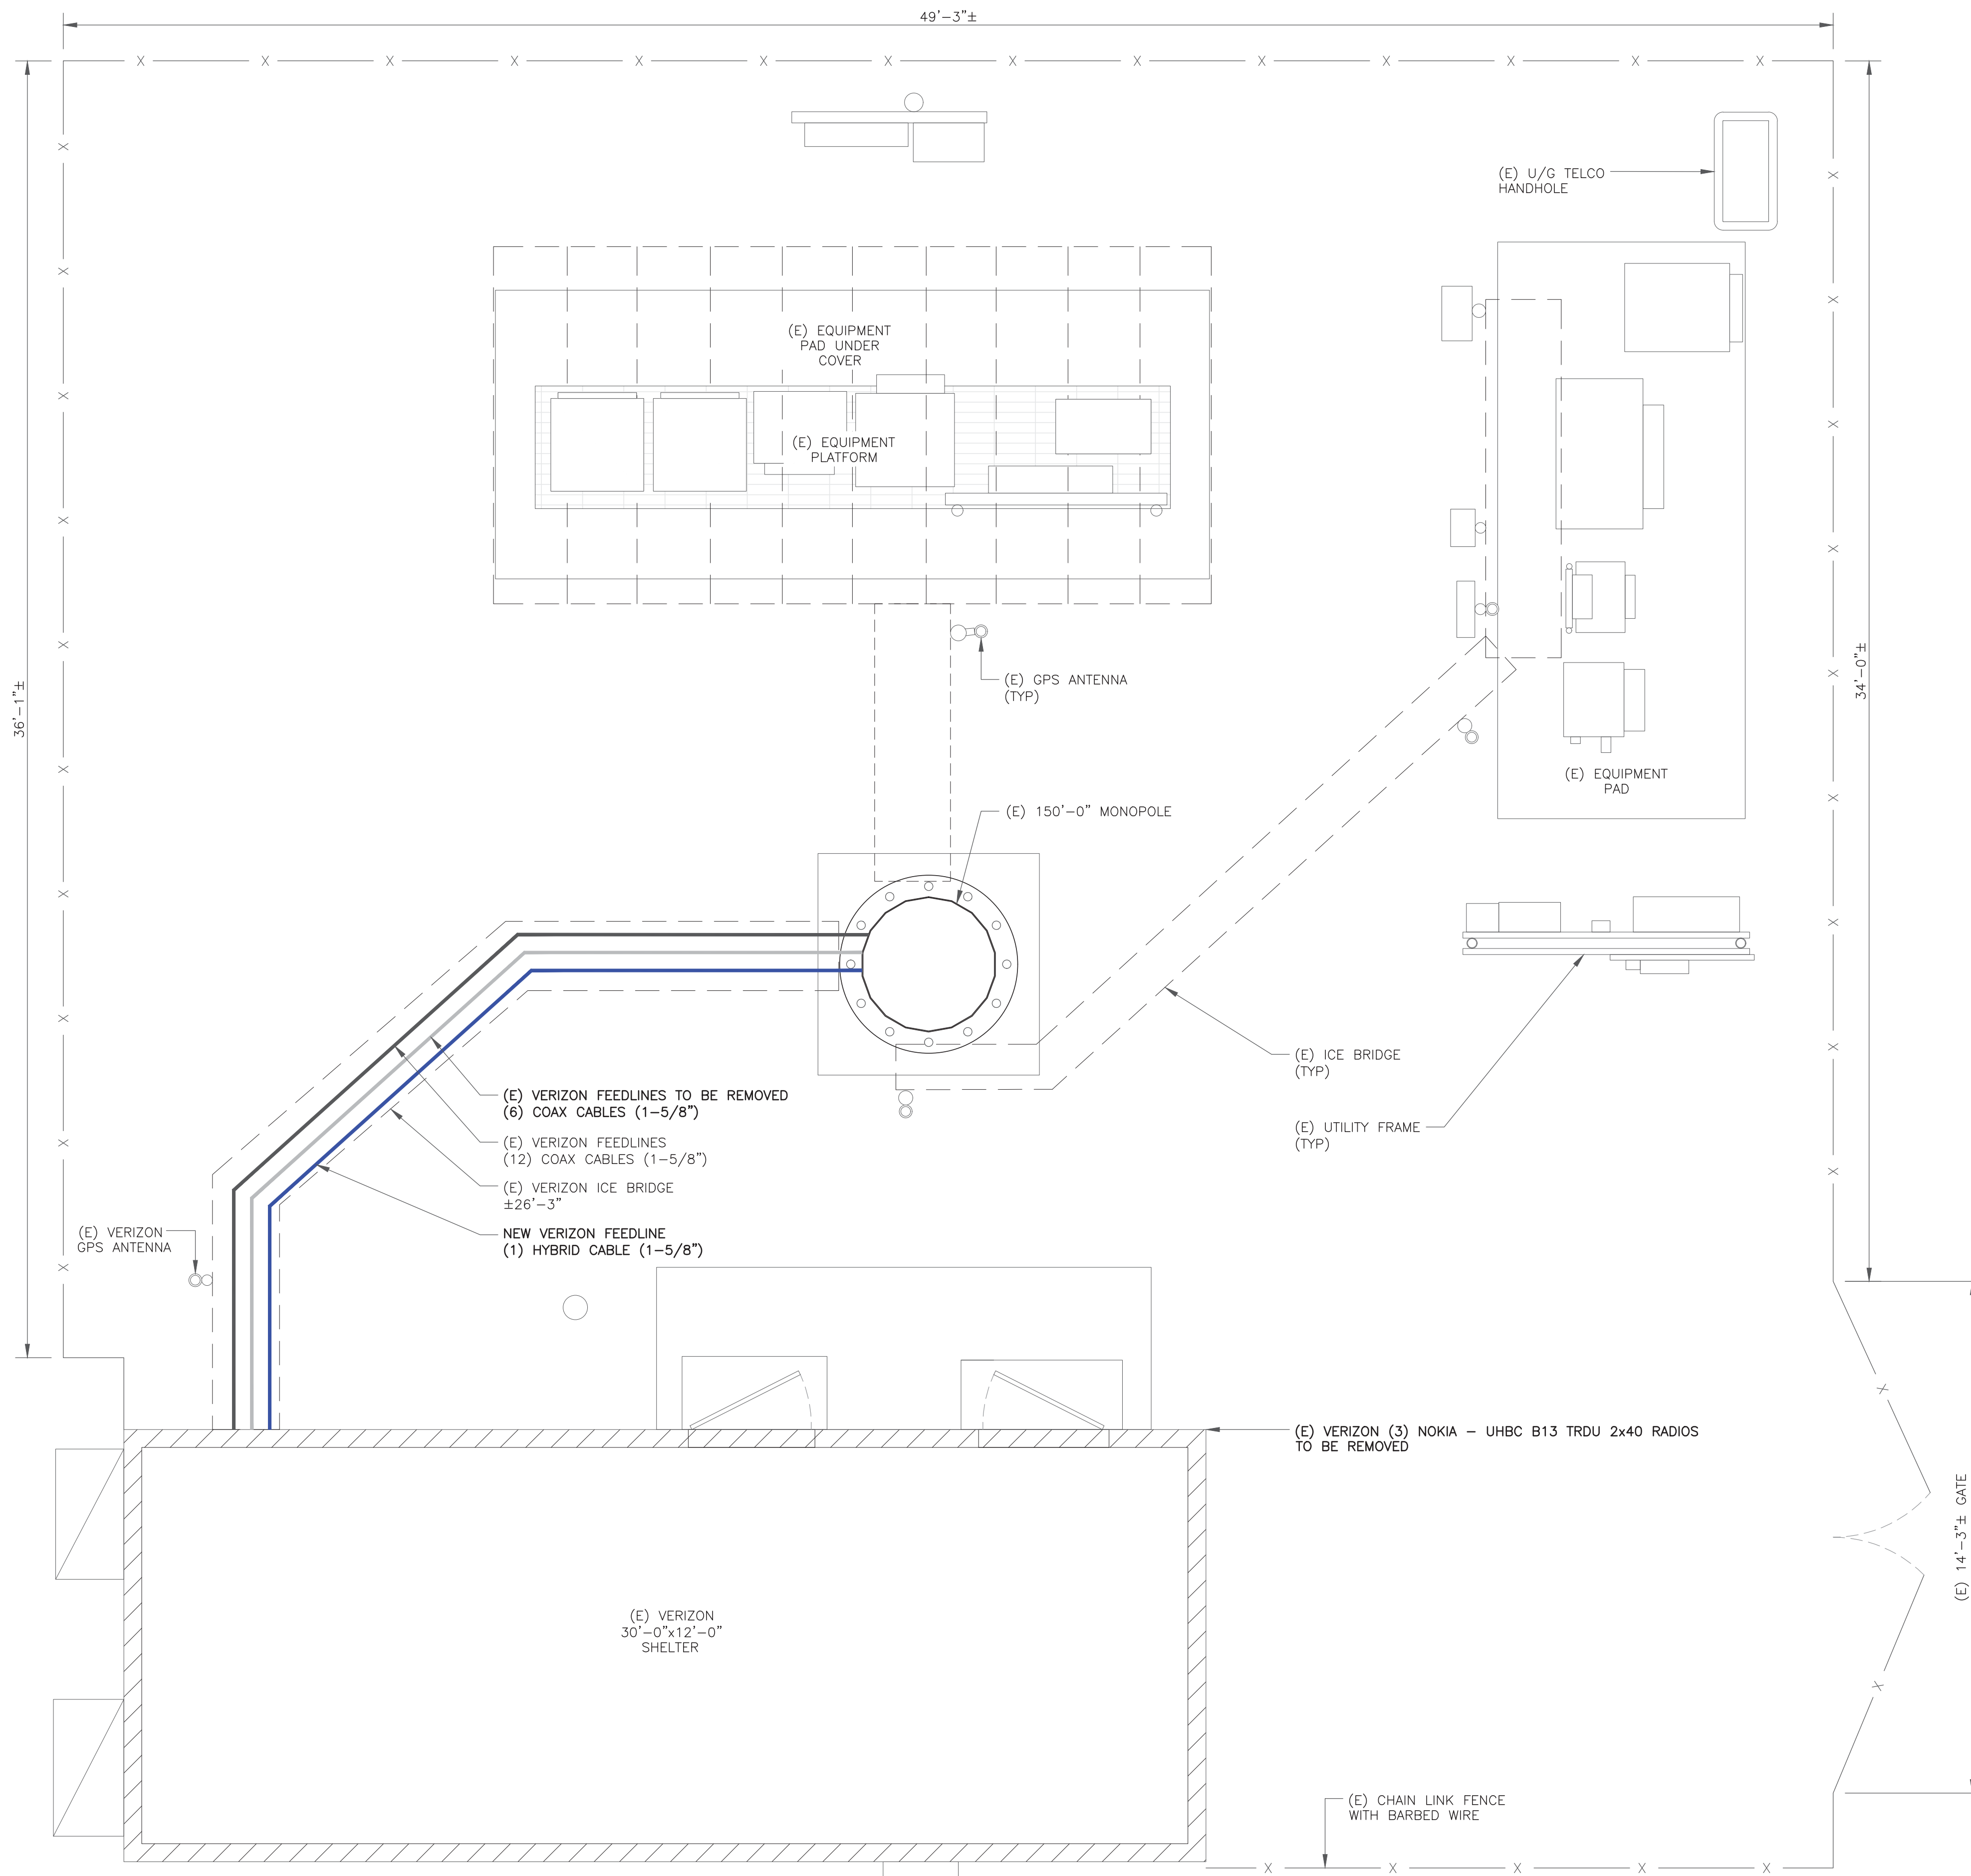 49'-3"±
(E) U/G TELCO
HANDHOLE
(E) EQUIPMENT
PAD UNDER
COVER
(E) EQUIPMENT
PLATFORM
36'-1"±
34'-0"±
(E) GPS ANTENNA
(TYP)
(E) EQUIPMENT
PAD
(E) 150'-0" MONOPOLE
(E) ICE BRIDGE
(TYP)
(E) UTILITY FRAME
(TYP)
(E) VERIZON FEEDLINES TO BE REMOVED
(6) COAX CABLES (1-5/8")
(E) VERIZON FEEDLINES
(12) COAX CABLES (1-5/8")
(E) VERIZON ICE BRIDGE
±26'-3"
NEW VERIZON FEEDLINE
(1) HYBRID CABLE (1-5/8")
(E) VERIZON
GPS ANTENNA
(E) VERIZON (3) NOKIA - UHBC B13 TRDU 2x40 RADIOS
TO BE REMOVED
(E) 14'-3"± GATE
(E) VERIZON
30'-0"x12'-0"
SHELTER
(E) CHAIN LINK FENCE
WITH BARBED WIRE